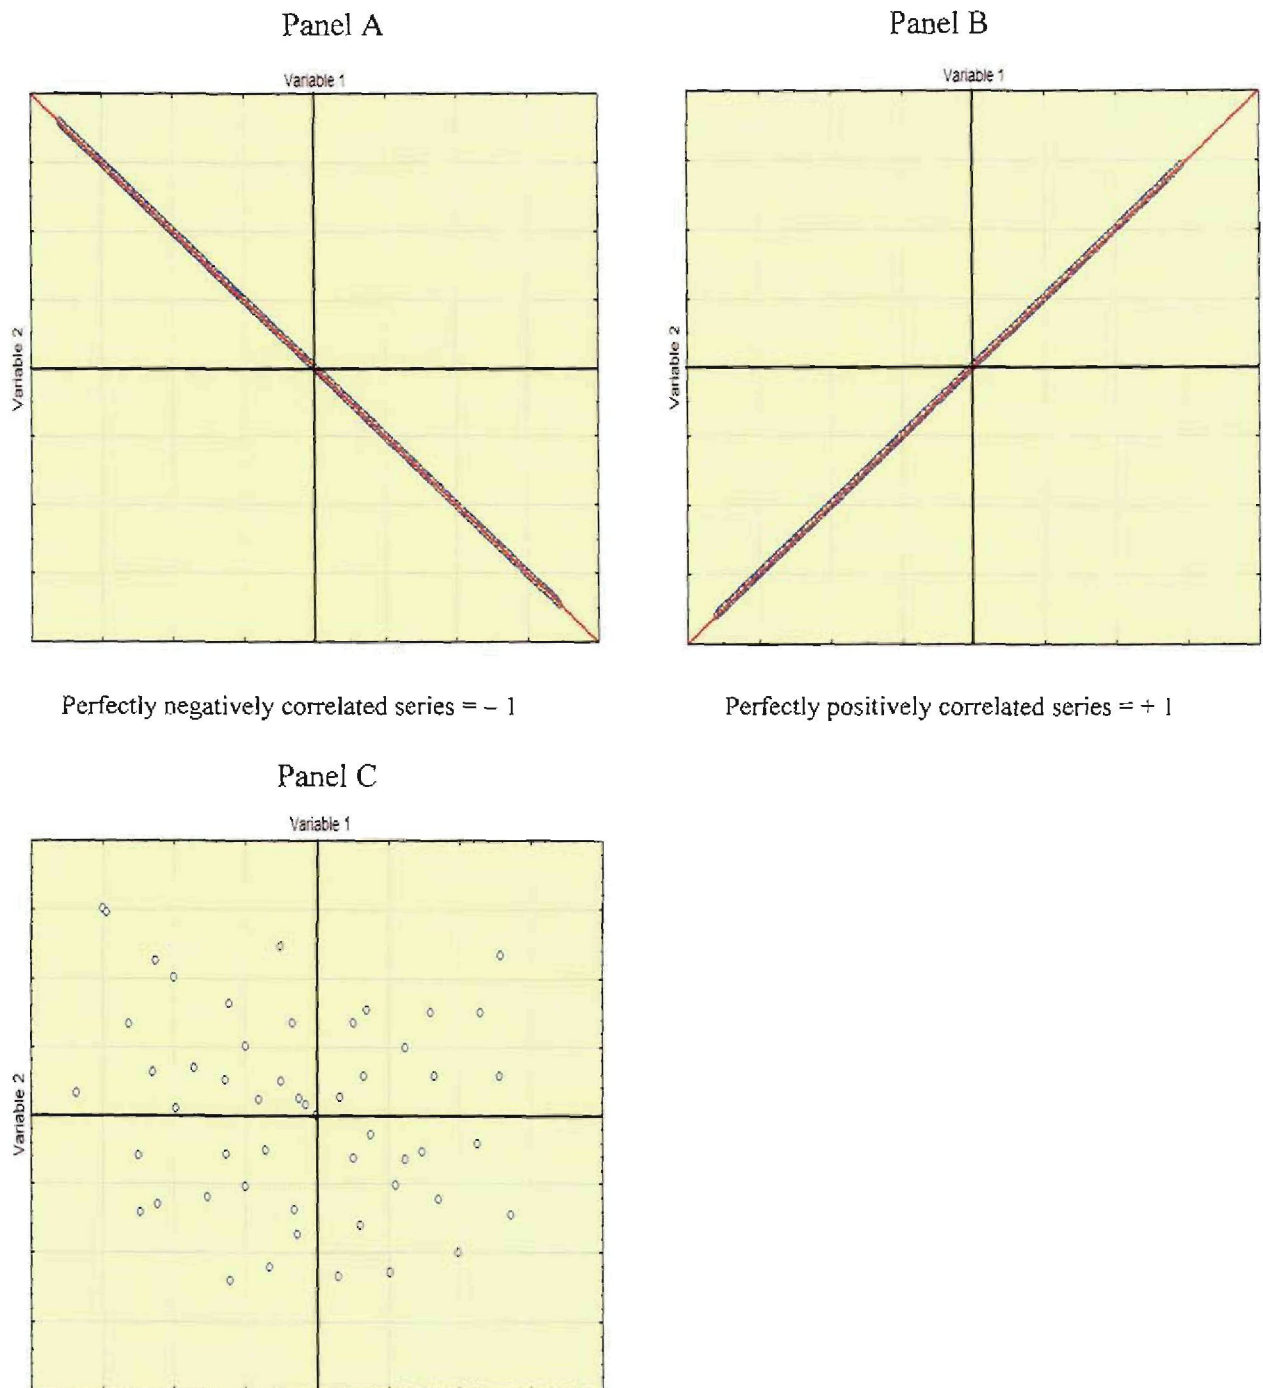 Panel A
Variable 1
Variable 2
Perfectly negatively correlated series = – 1
Panel B
Variable 1
Variable 2
Perfectly positively correlated series = + 1
Panel C
Variable 1
Variable 2